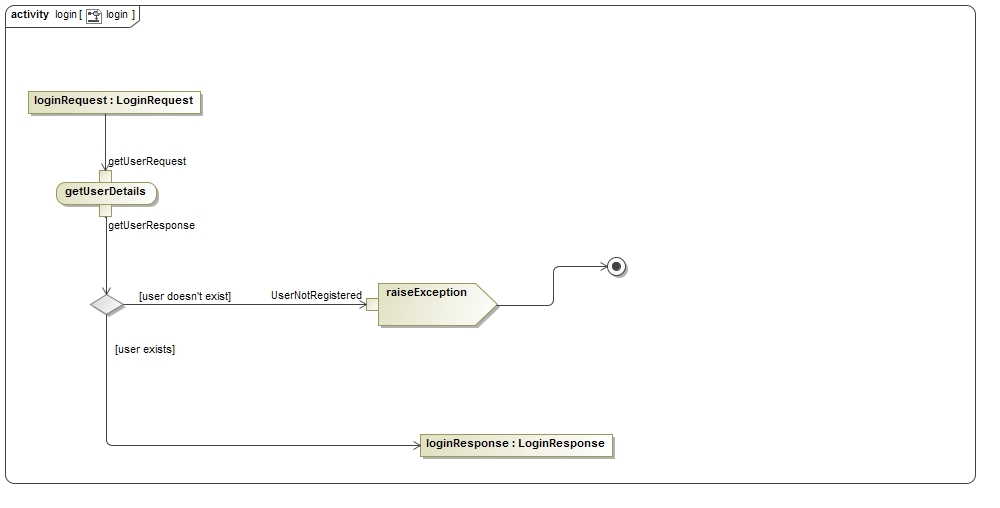 activity login [ login ]
loginRequest : LoginRequest
getUserRequest
getUserDetails
getUserResponse
[user doesn't exist]
UserNotRegistered
raiseException
[user exists]
loginResponse : LoginResponse